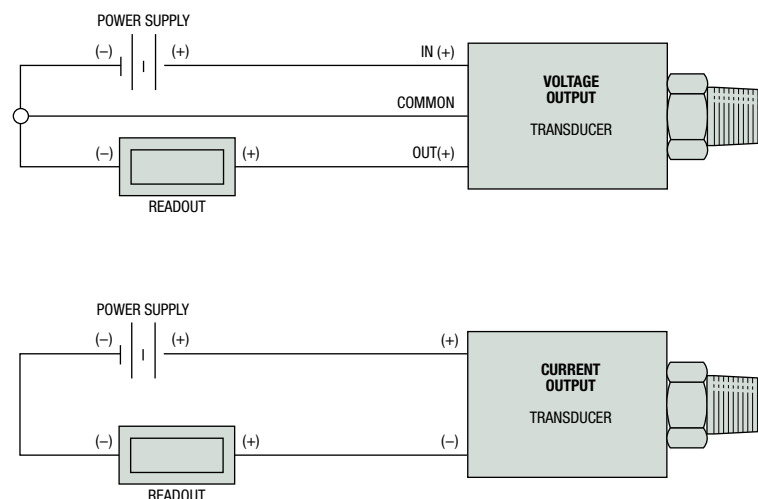 POWER SUPPLY
(–) (+) IN (+)
COMMON
(–) (+) OUT(+)
READOUT
VOLTAGE
OUTPUT
TRANSDUCER
POWER SUPPLY
(–) (+) (+)
(–) (+) (–)
READOUT
CURRENT
OUTPUT
TRANSDUCER